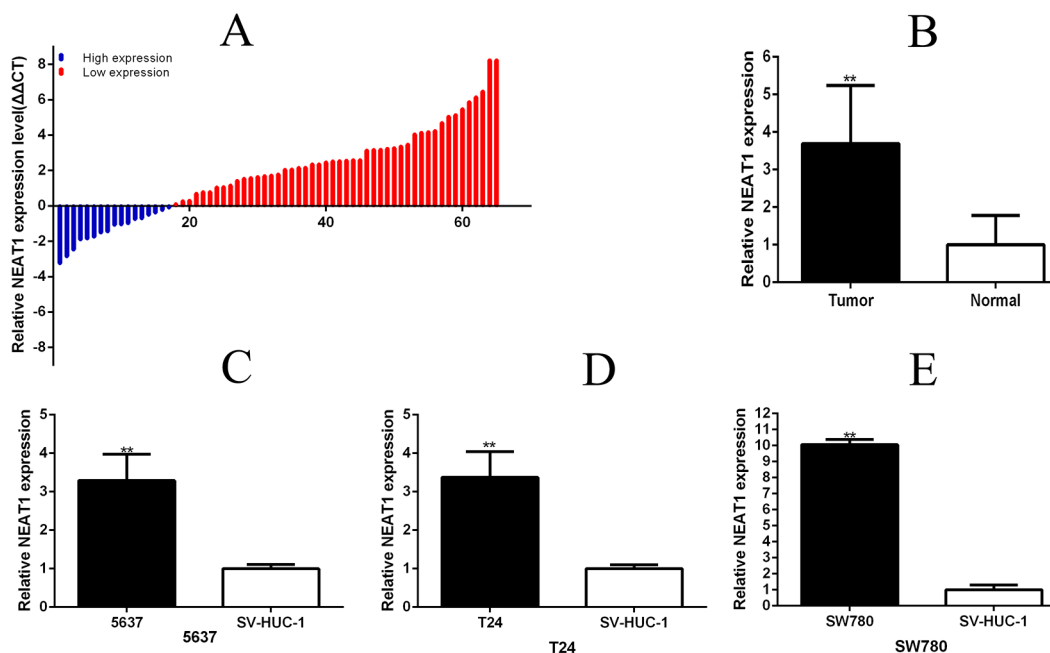 A
High expression
Low expression
Relative NEAT1 expression level(ΔΔCT)
8
6
4
2
0
-2
-4
-6
-8
20
40
60
B
Relative NEAT1 expression
6
5
4
3
2
1
0
**
Tumor
Normal
C
Relative NEAT1 expression
5
4
3
2
1
0
**
5637
SV-HUC-1
5637
D
Relative NEAT1 expression
5
4
3
2
1
0
**
T24
SV-HUC-1
T24
E
Relative NEAT1 expression
12
11
10
9
8
7
6
5
4
3
2
1
0
**
SW780
SV-HUC-1
SW780